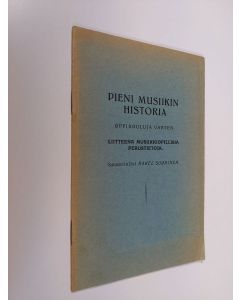 PIENI MUSIIKIN
HISTORIA
OPPIKOULUJA VARTEN
LIITTEENÄ MUSIIKKIOPILLISIA
PERUSTIETOJA.